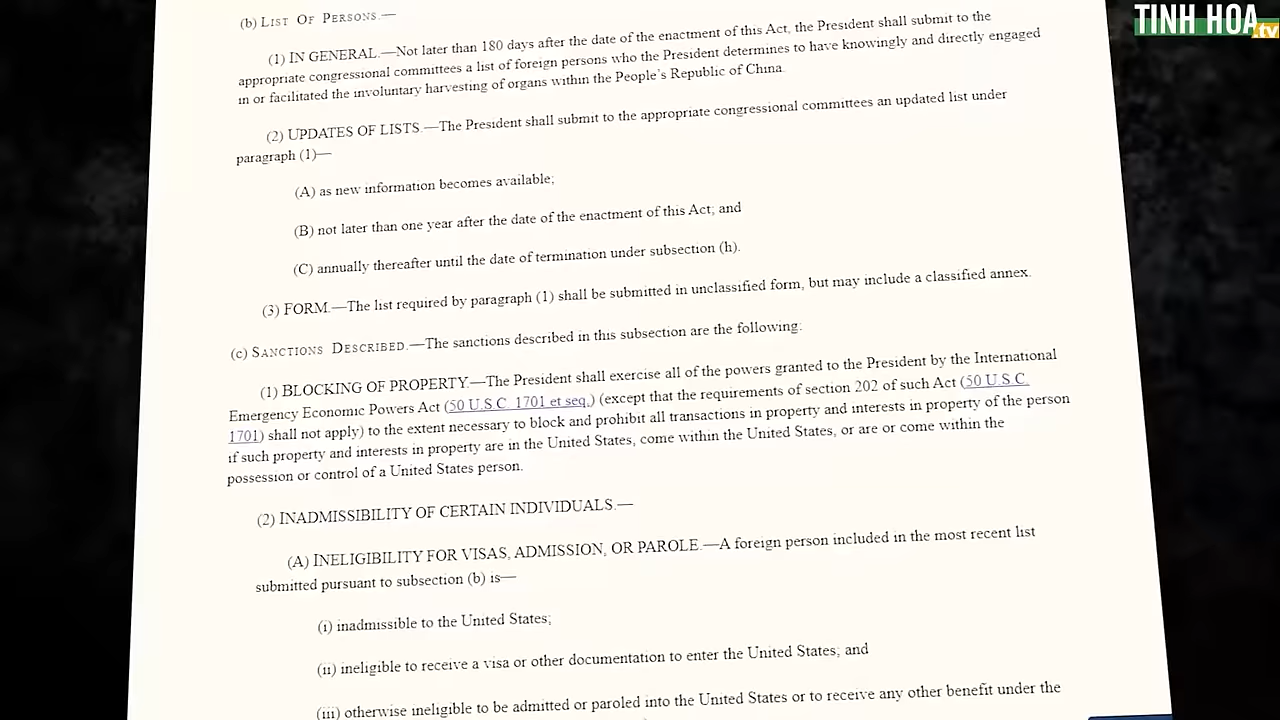 TINH HOA.tv
(b) LIST OF PERSONS.—
(1) IN GENERAL.—Not later than 180 days after the date of the enactment of this Act, the President shall submit to the
appropriate congressional committees a list of foreign persons who the President determines to have knowingly and directly engaged
in or facilitated the involuntary harvesting of organs within the People's Republic of China.
(2) UPDATES OF LISTS.—The President shall submit to the appropriate congressional committees an updated list under
paragraph (1)—
(A) as new information becomes available;
(B) not later than one year after the date of the enactment of this Act; and
(C) annually thereafter until the date of termination under subsection (h).
(3) FORM.—The list required by paragraph (1) shall be submitted in unclassified form, but may include a classified annex.
(c) SANCTIONS DESCRIBED.—The sanctions described in this subsection are the following:
(1) BLOCKING OF PROPERTY.—The President shall exercise all of the powers granted to the President by the International
Emergency Economic Powers Act (50 U.S.C. 1701 et seq.) (except that the requirements of section 202 of such Act (50 U.S.C.
1701) shall not apply) to the extent necessary to block and prohibit all transactions in property and interests in property of the person
if such property and interests in property are in the United States, come within the United States, or are or come within the
possession or control of a United States person.
(2) INADMISSIBILITY OF CERTAIN INDIVIDUALS.—
(A) INELIGIBILITY FOR VISAS, ADMISSION, OR PAROLE.—A foreign person included in the most recent list
submitted pursuant to subsection (b) is—
(i) inadmissible to the United States;
(ii) ineligible to receive a visa or other documentation to enter the United States; and
(iii) otherwise ineligible to be admitted or paroled into the United States or to receive any other benefit under the